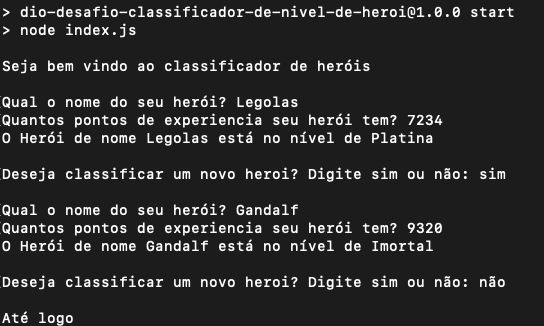 > dio-desafio-classificador-de-nivel-de-heroi@1.0.0 start
> node index.js
Seja bem vindo ao classificador de heróis
Qual o nome do seu herói? Legolas
Quantos pontos de experiencia seu herói tem? 7234
O Herói de nome Legolas está no nível de Platina
Deseja classificar um novo heroi? Digite sim ou não: sim
Qual o nome do seu herói? Gandalf
Quantos pontos de experiencia seu herói tem? 9320
O Herói de nome Gandalf está no nível de Imortal
Deseja classificar um novo heroi? Digite sim ou não: não
Até logo